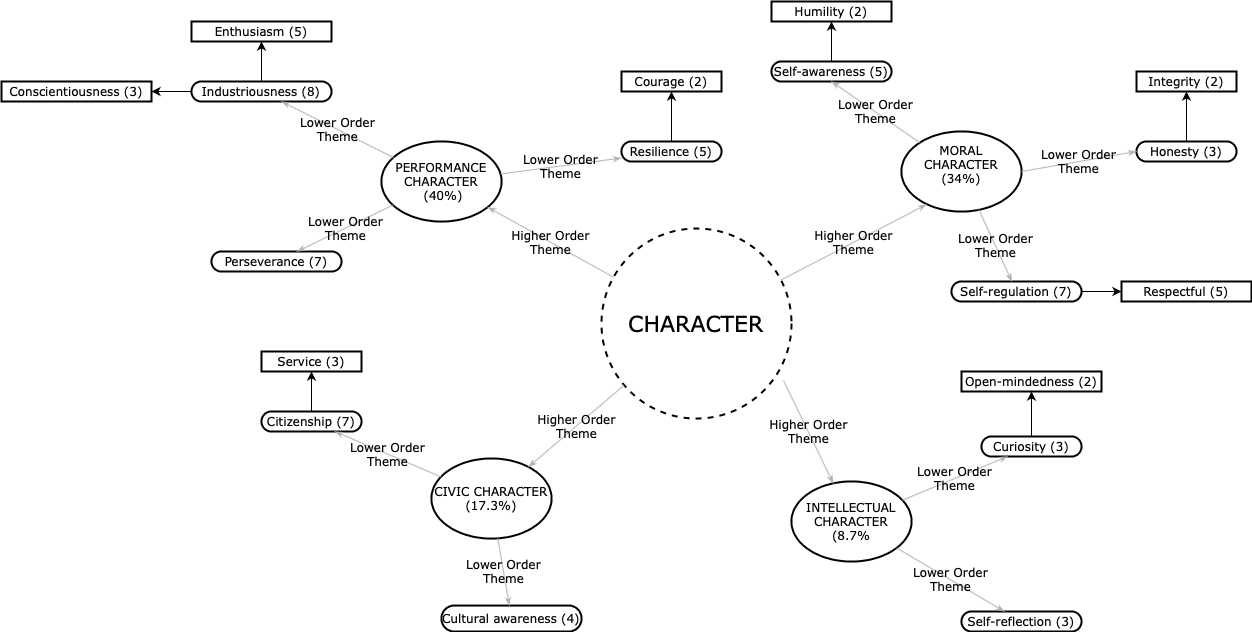 Humility (2)
Enthusiasm (5)
Self-awareness (5)
Courage (2)
Integrity (2)
Conscientiousness (3)
Industriousness (8)
Lower Order
Theme
Lower Order
Theme
Resilience (5)
Honesty (3)
PERFORMANCE
CHARACTER
(40%)
Lower Order
Theme
MORAL
CHARACTER
(34%)
Lower Order
Theme
Lower Order
Theme
Higher Order
Theme
Higher Order
Theme
Lower Order
Theme
Perseverance (7)
Self-regulation (7)
Respectful (5)
CHARACTER
Service (3)
Open-mindedness (2)
Citizenship (7)
Higher Order
Theme
Higher Order
Theme
Lower Order
Theme
Curiosity (3)
Lower Order
Theme
CIVIC CHARACTER
(17.3%)
INTELLECTUAL
CHARACTER
(8.7%
Lower Order
Theme
Lower Order
Theme
Cultural awareness (4)
Self-reflection (3)